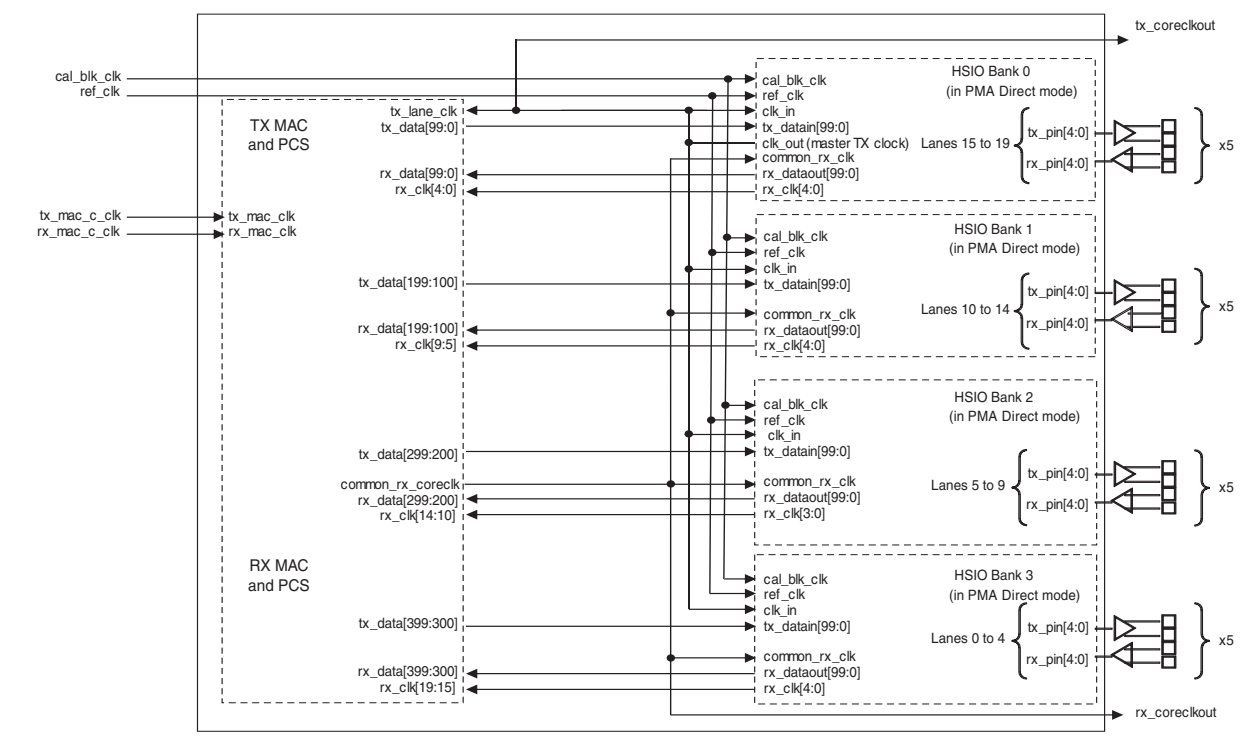 tx_coreclkout
cal_blk_clk
ref_clk
TX MAC
and PCS
tx_lane_clk
tx_data[99:0]
rx_data[99:0]
rx_clk[4:0]
cal_blk_clk
ref_clk
clk_in
tx_datain[99:0]
clk_out (master TX clock)
common_rx_clk
rx_dataout[99:0]
rx_clk[4:0]
HSIO Bank 0
(in PMA Direct mode)
Lanes 15 to 19
tx_pin[4:0]
rx_pin[4:0]
x5
tx_mac_c_clk
rx_mac_c_clk
tx_mac_clk
rx_mac_clk
tx_data[199:100]
rx_data[199:100]
rx_clk[9:5]
cal_blk_clk
ref_clk
clk_in
tx_datain[99:0]
common_rx_clk
rx_dataout[99:0]
rx_clk[4:0]
HSIO Bank 1
(in PMA Direct mode)
Lanes 10 to 14
tx_pin[4:0]
rx_pin[4:0]
x5
tx_data[299:200]
common_rx_coreclk
rx_data[299:200]
rx_clk[14:10]
cal_blk_clk
ref_clk
clk_in
tx_datain[99:0]
common_rx_clk
rx_dataout[99:0]
rx_clk[3:0]
HSIO Bank 2
(in PMA Direct mode)
Lanes 5 to 9
tx_pin[4:0]
rx_pin[4:0]
x5
RX MAC
and PCS
tx_data[399:300]
rx_data[399:300]
rx_clk[19:15]
cal_blk_clk
ref_clk
clk_in
tx_datain[99:0]
common_rx_clk
rx_dataout[99:0]
rx_clk[4:0]
HSIO Bank 3
(in PMA Direct mode)
Lanes 0 to 4
tx_pin[4:0]
rx_pin[4:0]
x5
rx_coreclkout